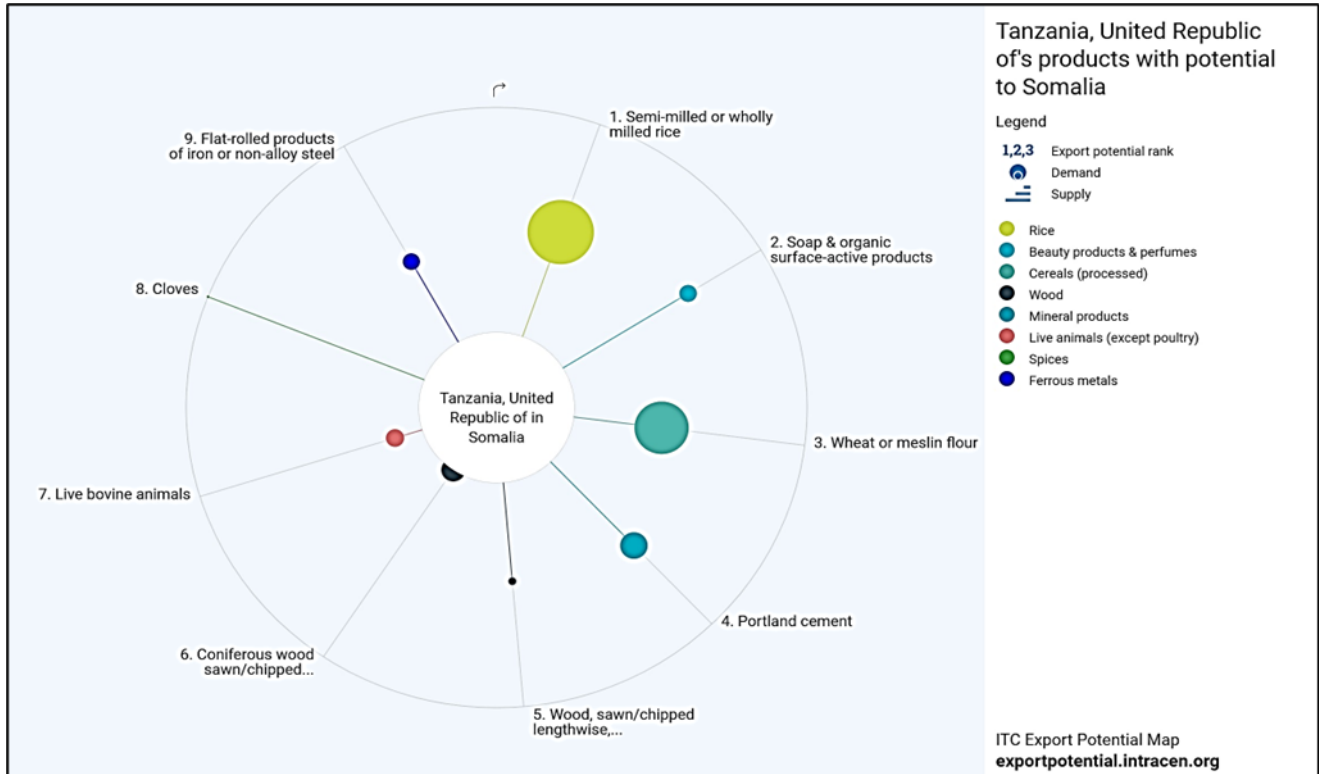 Tanzania, United Republic
of's products with potential
to Somalia
Legend
1,2,3 Export potential rank
Demand
Supply
Rice
Beauty products & perfumes
Cereals (processed)
Wood
Mineral products
Live animals (except poultry)
Spices
Ferrous metals
1. Semi-milled or wholly
milled rice
2. Soap & organic
surface-active products
3. Wheat or meslin flour
4. Portland cement
5. Wood, sawn/chipped
lengthwise,...
6. Coniferous wood
sawn/chipped...
7. Live bovine animals
8. Cloves
9. Flat-rolled products
of iron or non-alloy steel
Tanzania, United
Republic of in
Somalia
ITC Export Potential Map
exportpotential.intracen.org